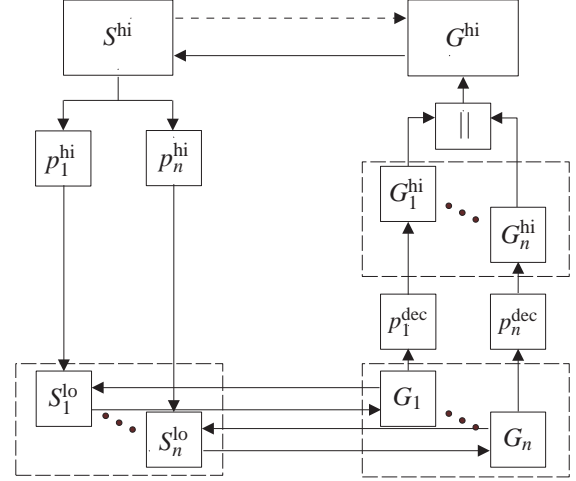 S^hi G^hi
||
p_1^hi p_n^hi
G_1^hi
G_n^hi
p_1^dec p_n^dec
S_1^lo G_1
S_n^lo G_n